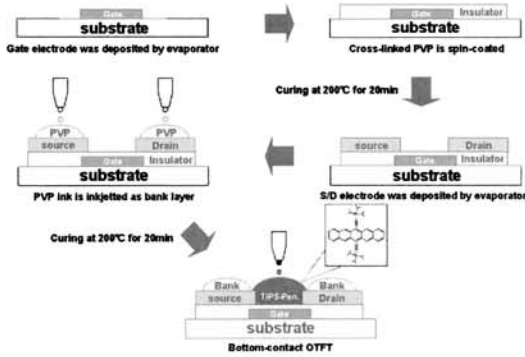 Gate
substrate
Gate electrode was deposited by evaporator
Insulator
Gate
substrate
Cross-linked PVP is spin-coated
Curing at 200℃ for 20min
source
Drain
Gate
Insulator
substrate
S/D electrode was deposited by evaporator
PVP
PVP
source
Drain
Gate
Insulator
substrate
PVP ink is inkjetted as bank layer
Curing at 200℃ for 20min
Bank
Bank
source
TIPS-Pen.
Drain
Gate
substrate
Bottom-contact OTFT